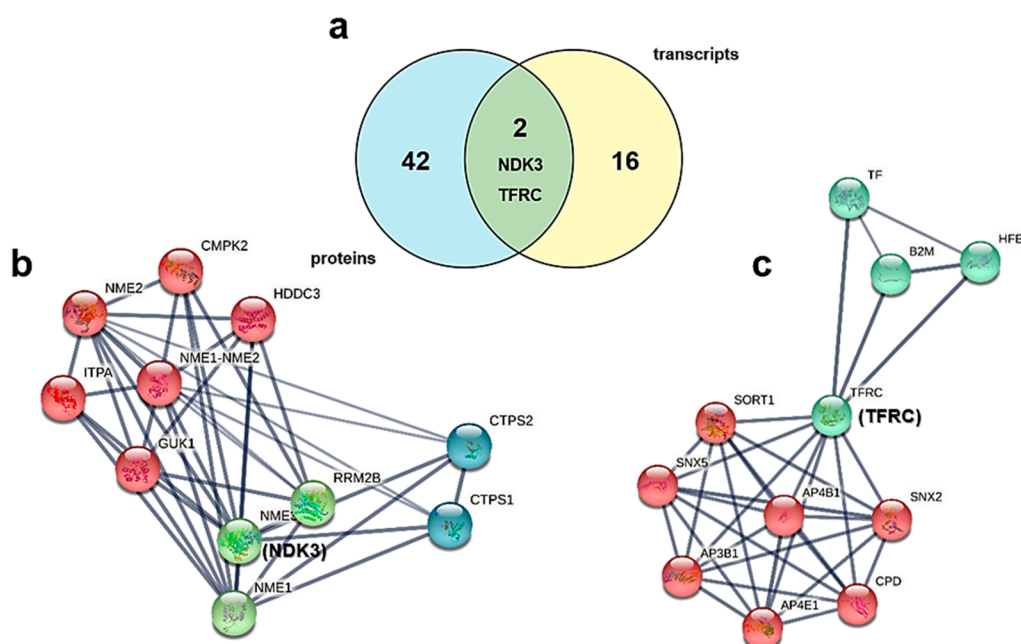 a
transcripts
42
2
NDK3
TFRC
16
proteins
b
CMPK2
NME2
HDDC3
NME1-NME2
ITPA
GUK1
CTPS2
RRM2B
CTPS1
(NDK3)
NME1
c
TF
B2M
HFE
TFRC
(TFRC)
SORT1
SNX5
AP4B1
SNX2
AP3B1
CPD
AP4E1